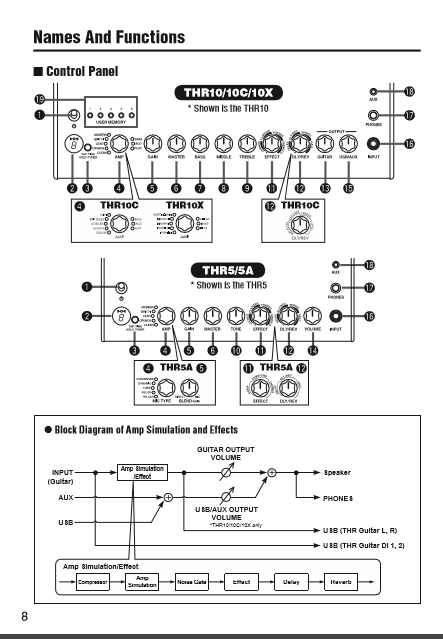 Names And Functions
■ Control Panel
THR10/10C/10X
* Shown is the THR10
USER MEMORY
OUTPUT
AUX
PHONES
AMP
GAIN
MASTER
BASS
MIDDLE
TREBLE
EFFECT
DLY/REV
GUITAR
USB/AUX
INPUT
THR10C
THR10X
AMP
AMP
THR10C
DLY/REV
THR5/5A
* Shown is the THR5
AUX
PHONES
AMP
GAIN
MASTER
TONE
EFFECT
DLY/REV
VOLUME
INPUT
THR5A
MIC TYPE
BLEND
THR5A
EFFECT
DLY/REV
● Block Diagram of Amp Simulation and Effects
GUITAR OUTPUT
VOLUME
INPUT
(Guitar)
Amp Simulation
/Effect
Speaker
AUX
PHONES
USB/AUX OUTPUT
VOLUME
*THR10/10C/10X only
USB
USB (THR Guitar L, R)
USB (THR Guitar DI 1, 2)
Amp Simulation/Effect
Compressor
Amp
Simulation
Noise Gate
Effect
Delay
Reverb
8